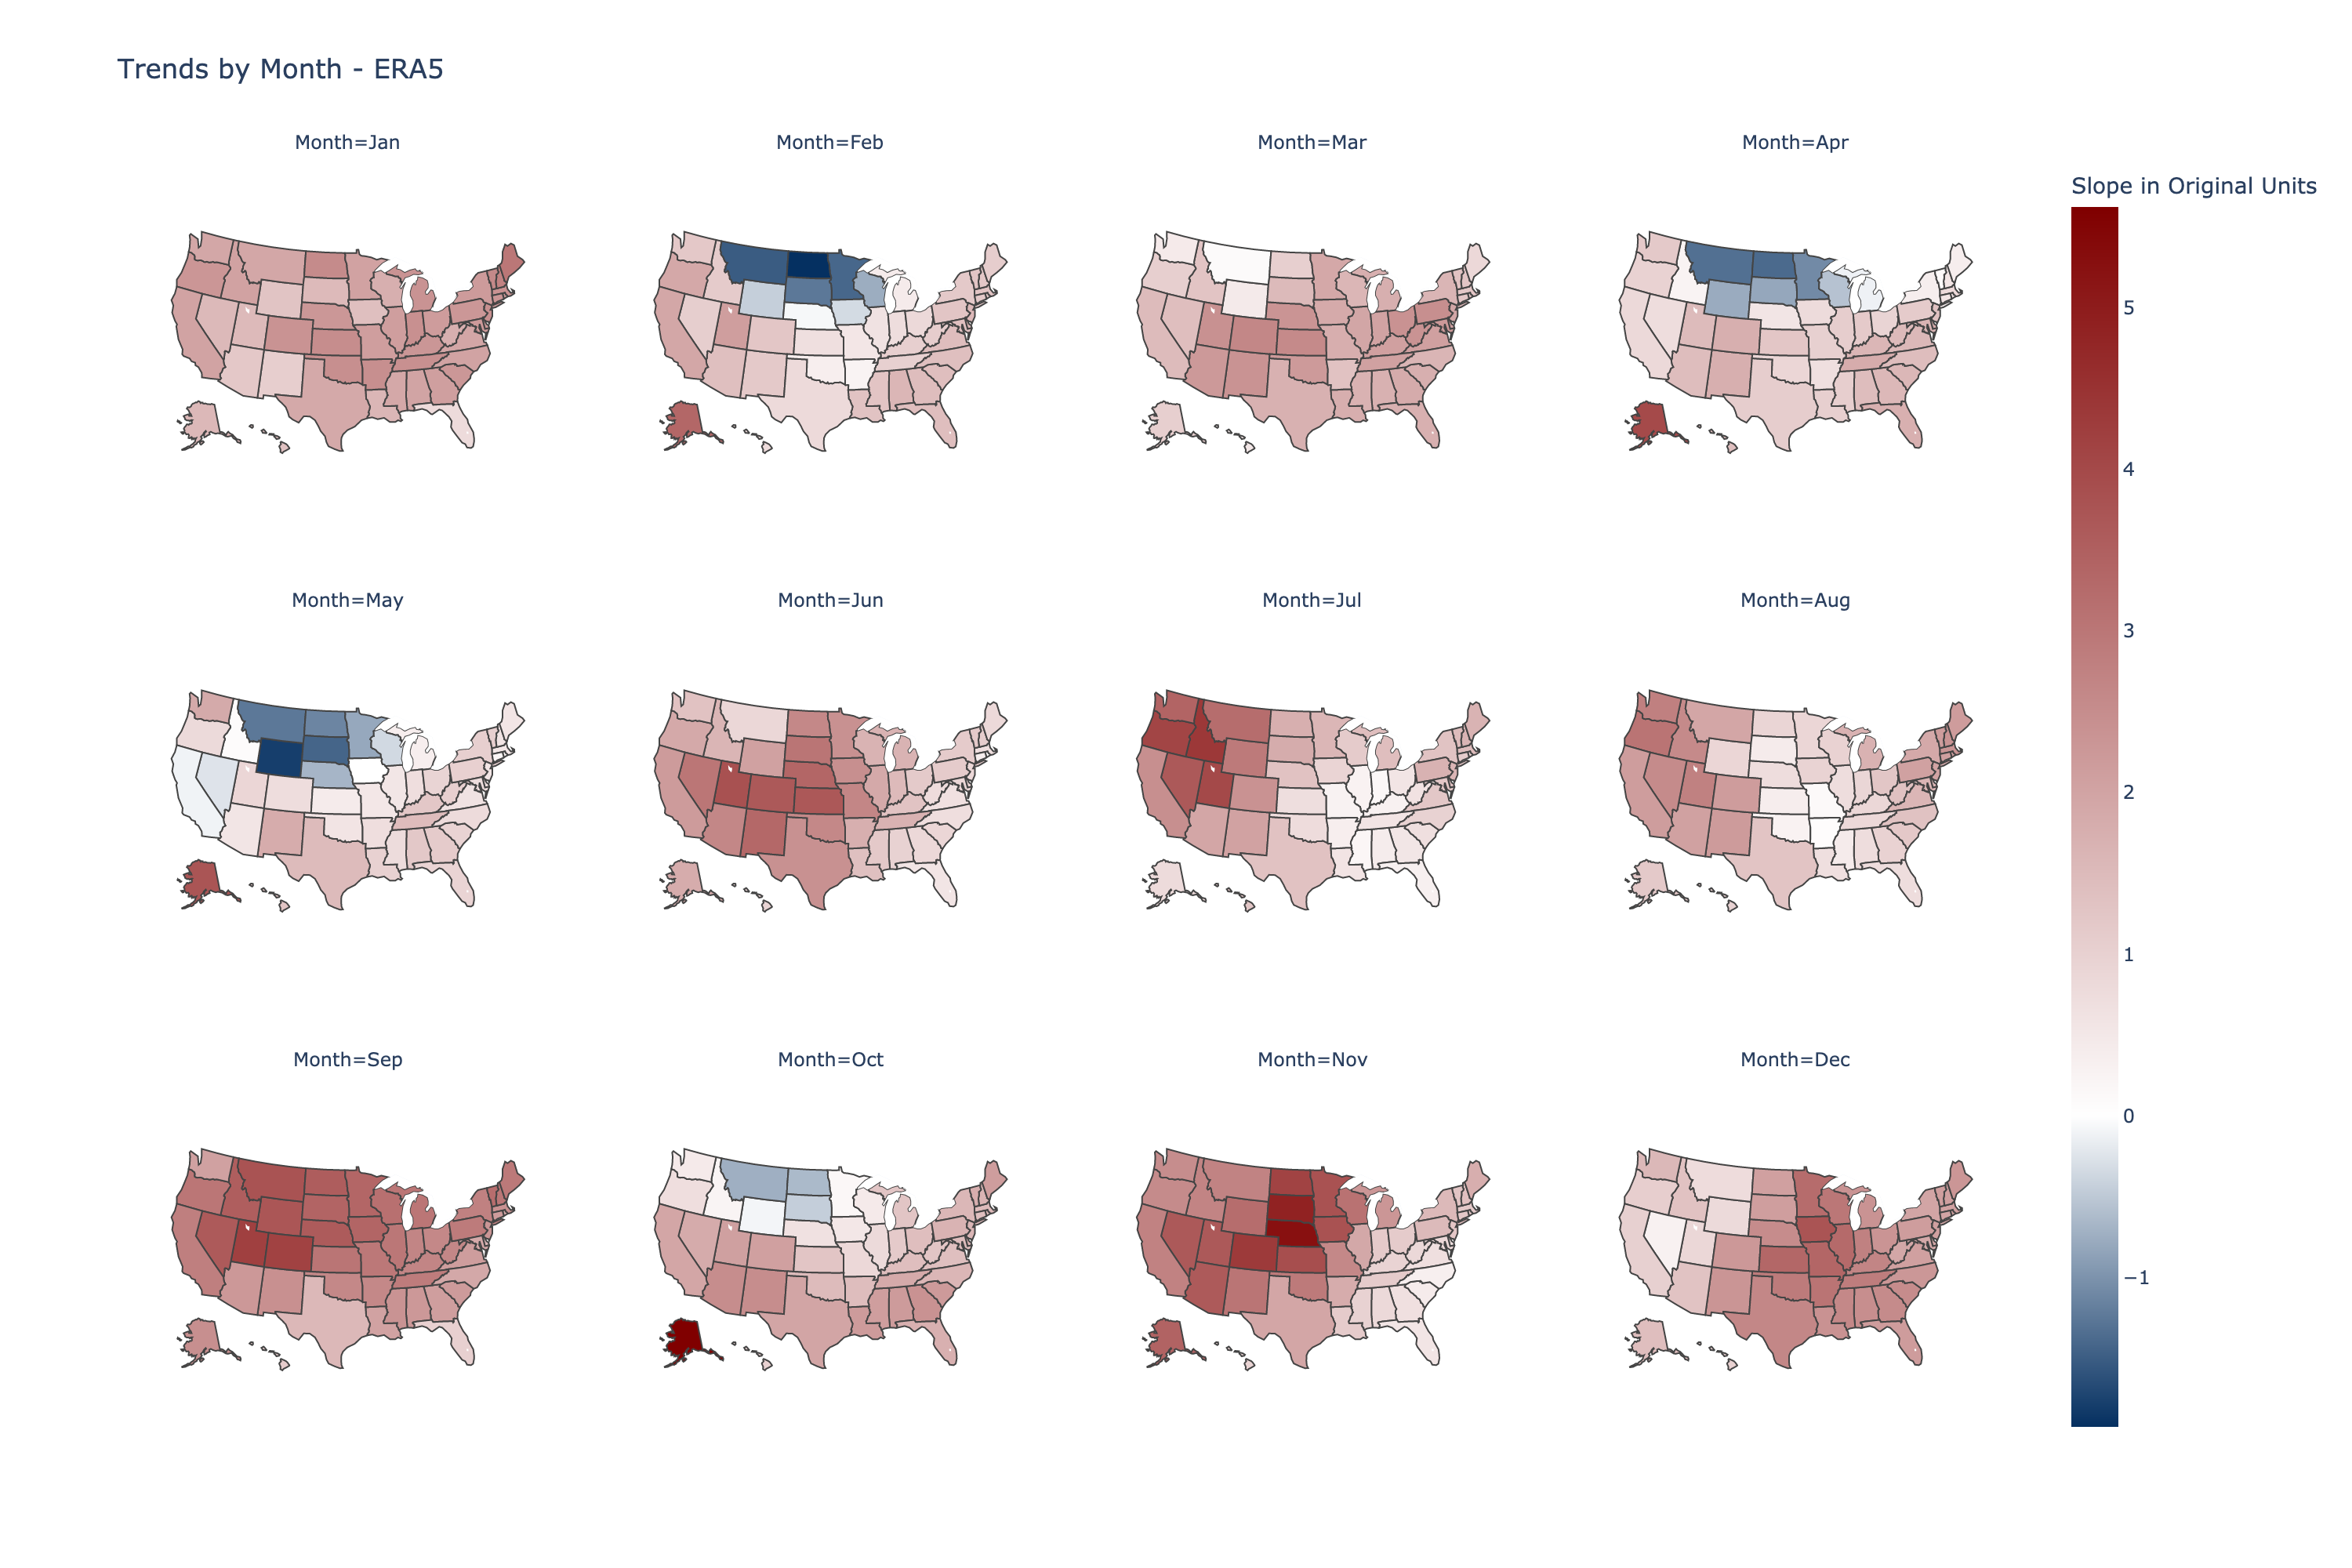 Trends by Month - ERA5
Month=Jan
Month=Feb
Month=Mar
Month=Apr
Slope in Original Units
5
4
3
2
1
0
−1
Month=May
Month=Jun
Month=Jul
Month=Aug
Month=Sep
Month=Oct
Month=Nov
Month=Dec